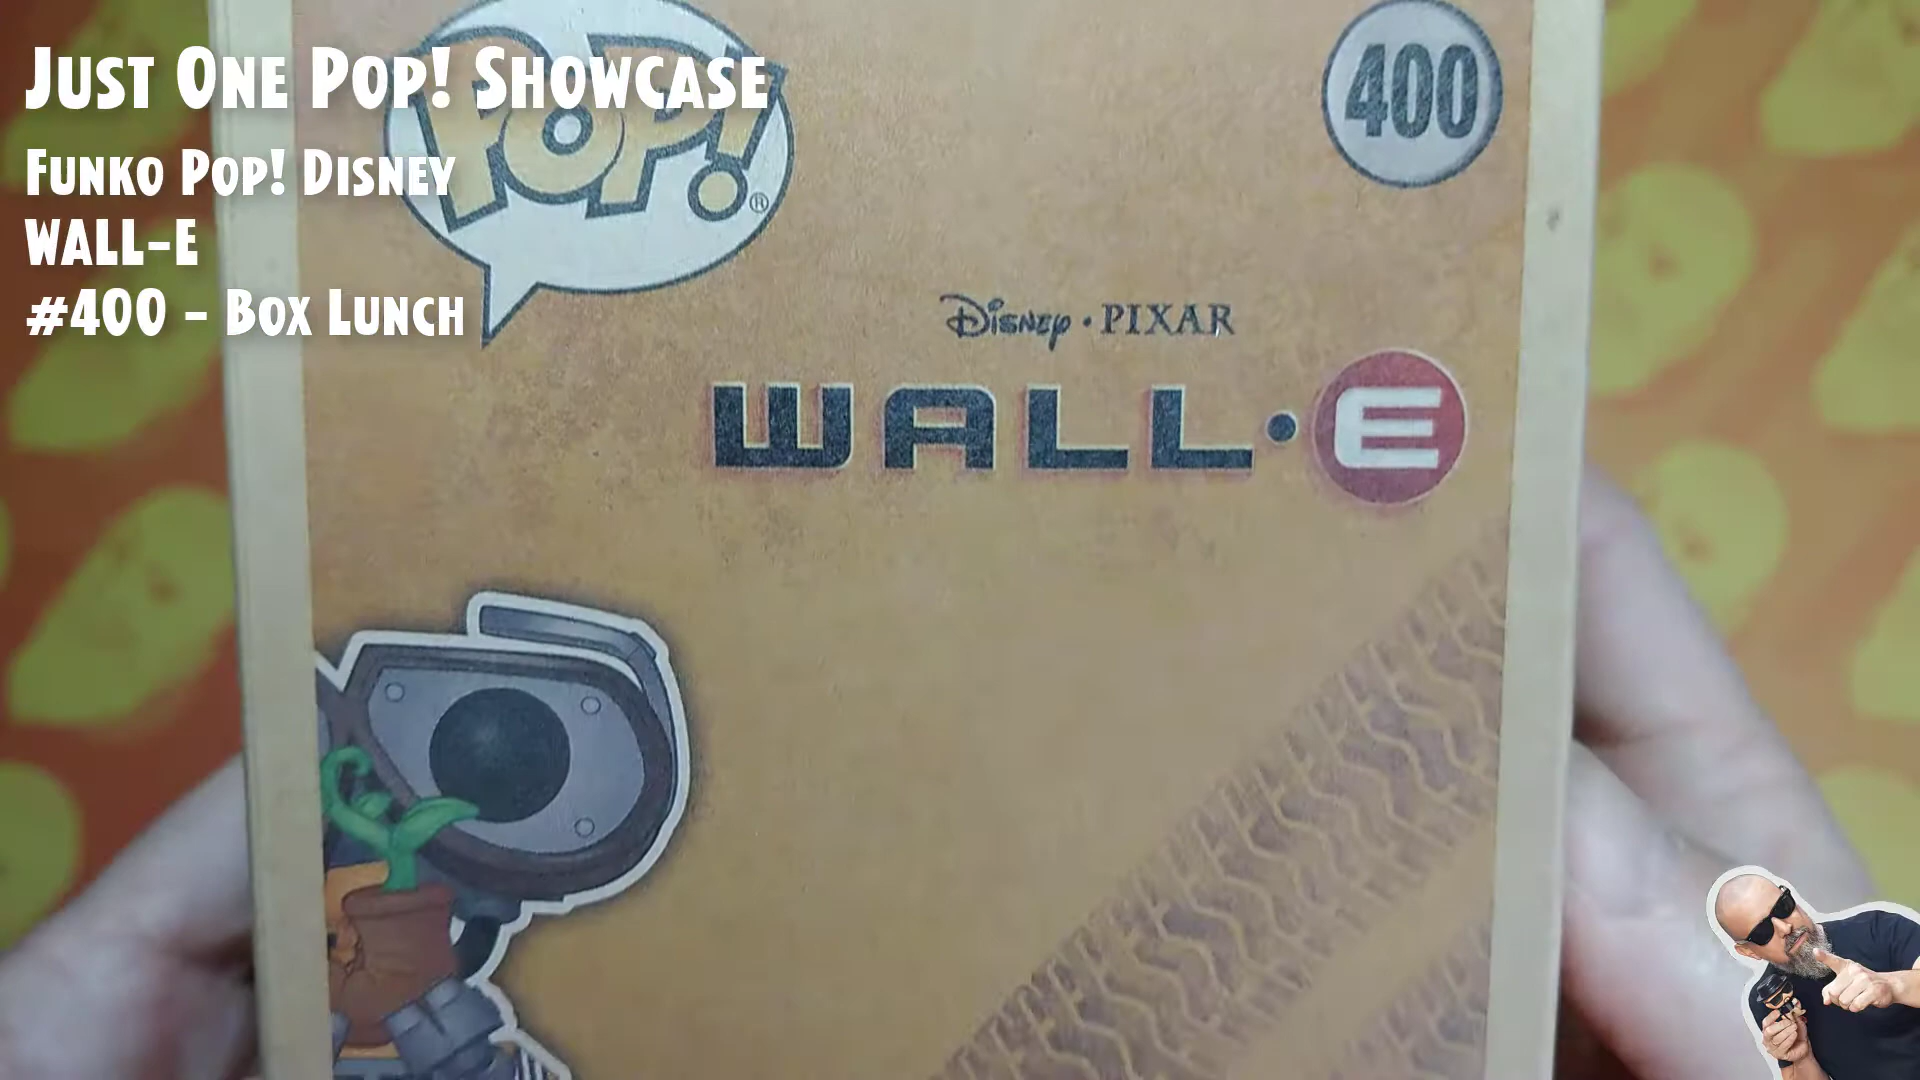 Just One Pop! Showcase
Funko Pop! Disney
WALL-E
#400 - Box Lunch
POP!
®
400
Disney · PIXAR
WALL·E